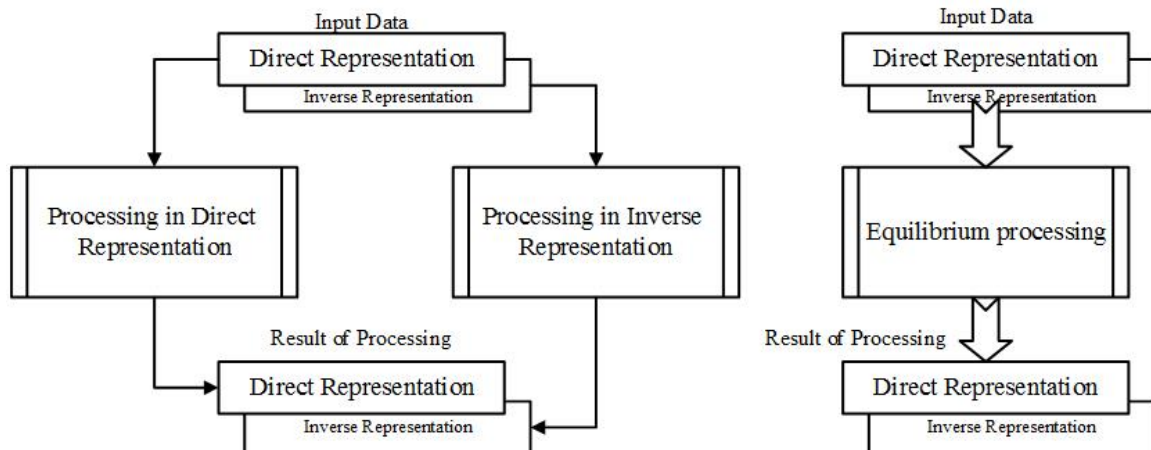 Input Data
Direct Representation
Inverse Representation
Processing in Direct
Representation
Processing in Inverse
Representation
Result of Processing
Direct Representation
Inverse Representation
Input Data
Direct Representation
Inverse Representation
Equilibrium processing
Result of Processing
Direct Representation
Inverse Representation